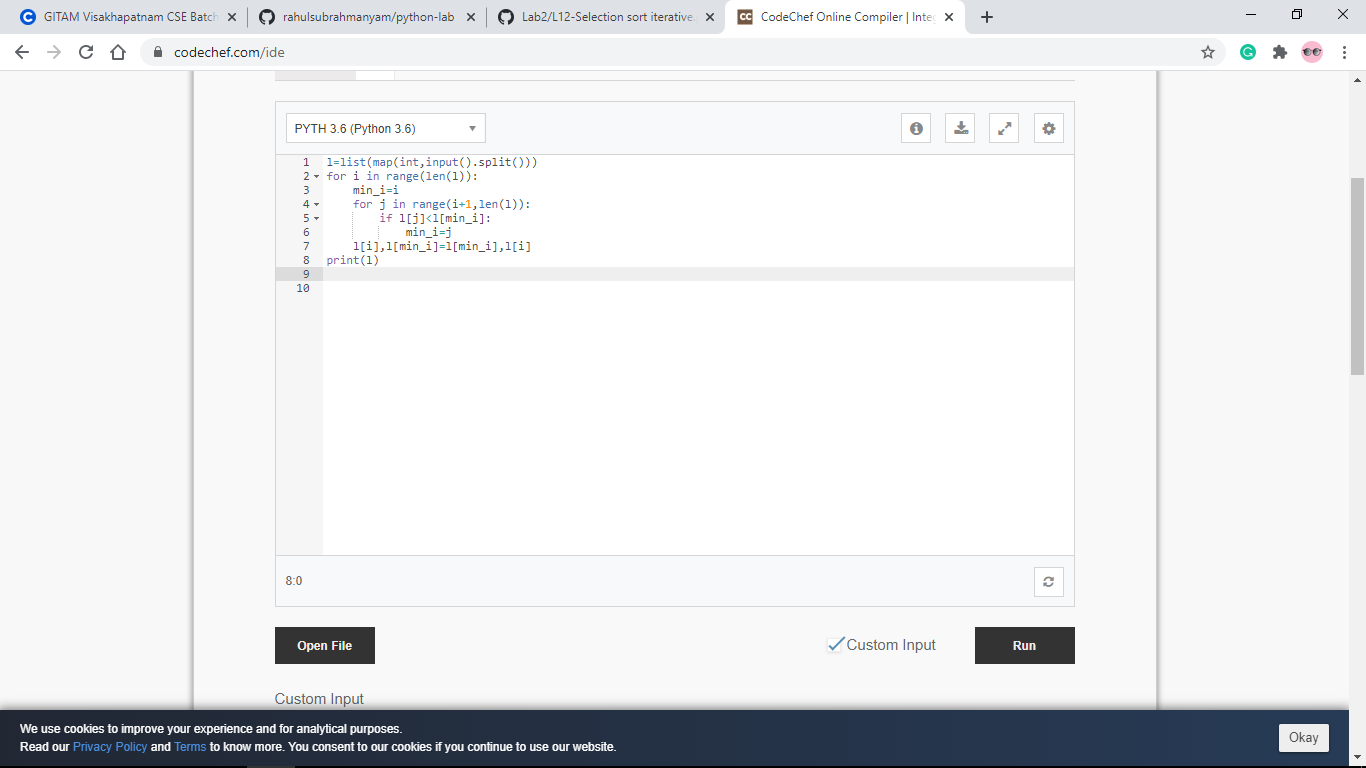 GITAM Visakhapatnam CSE Batch
rahulsubrahmanyam/python-lab
Lab2/L12-Selection sort iterative.
CodeChef Online Compiler | Inte
codechef.com/ide
PYTH 3.6 (Python 3.6)
1 l=list(map(int,input().split()))
2 for i in range(len(l)):
3     min_i=i
4     for j in range(i+1,len(l)):
5         if l[j]<l[min_i]:
6             min_i=j
7     l[i],l[min_i]=l[min_i],l[i]
8 print(l)
9
10
8:0
Open File
Custom Input
Run
Custom Input
We use cookies to improve your experience and for analytical purposes.
Read our Privacy Policy and Terms to know more. You consent to our cookies if you continue to use our website.
Okay